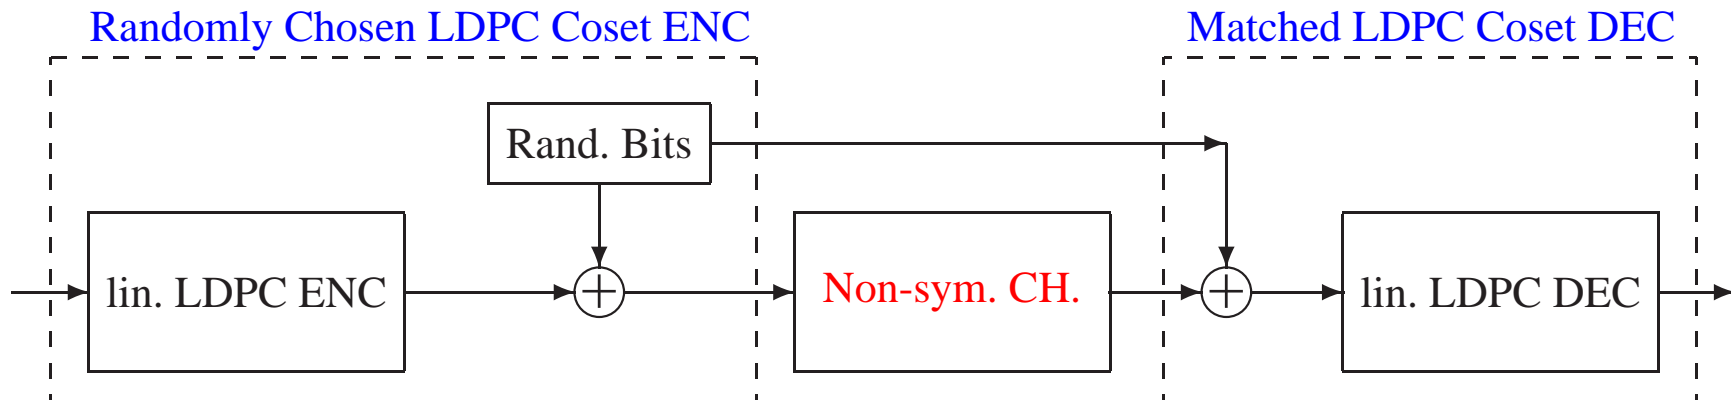 Randomly Chosen LDPC Coset ENC
Matched LDPC Coset DEC
Rand. Bits
lin. LDPC ENC
Non-sym. CH.
lin. LDPC DEC